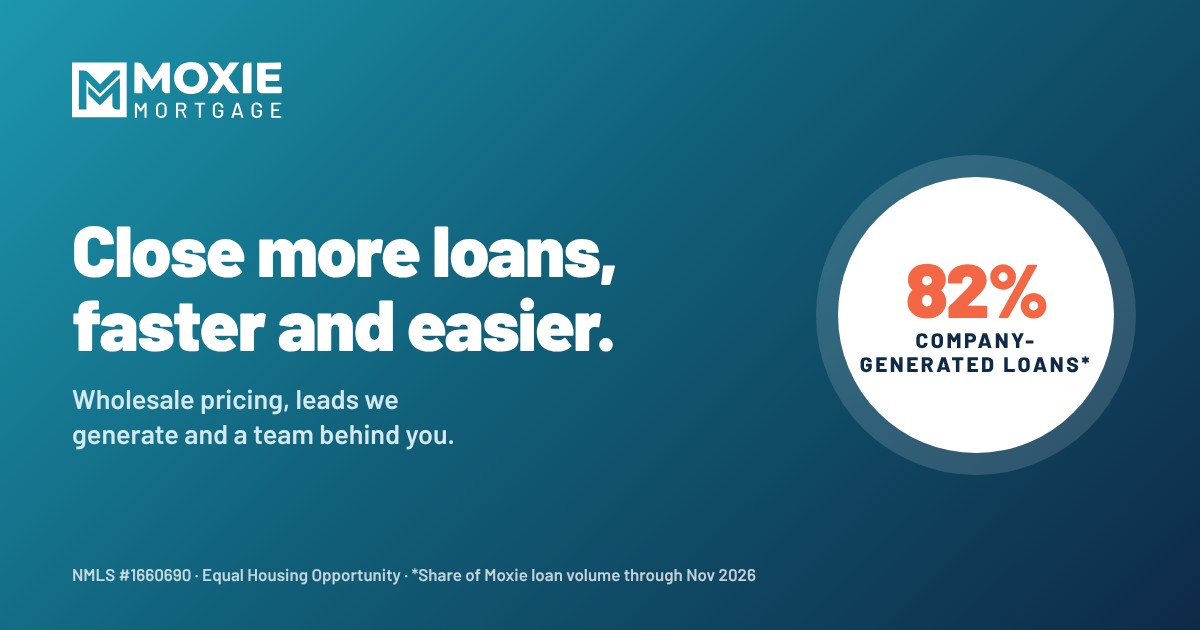 MOXIE
MORTGAGE
Close more loans,
faster and easier.
Wholesale pricing, leads we
generate and a team behind you.
82%
COMPANY-
GENERATED LOANS*
NMLS #1660690 · Equal Housing Opportunity · *Share of Moxie loan volume through Nov 2026